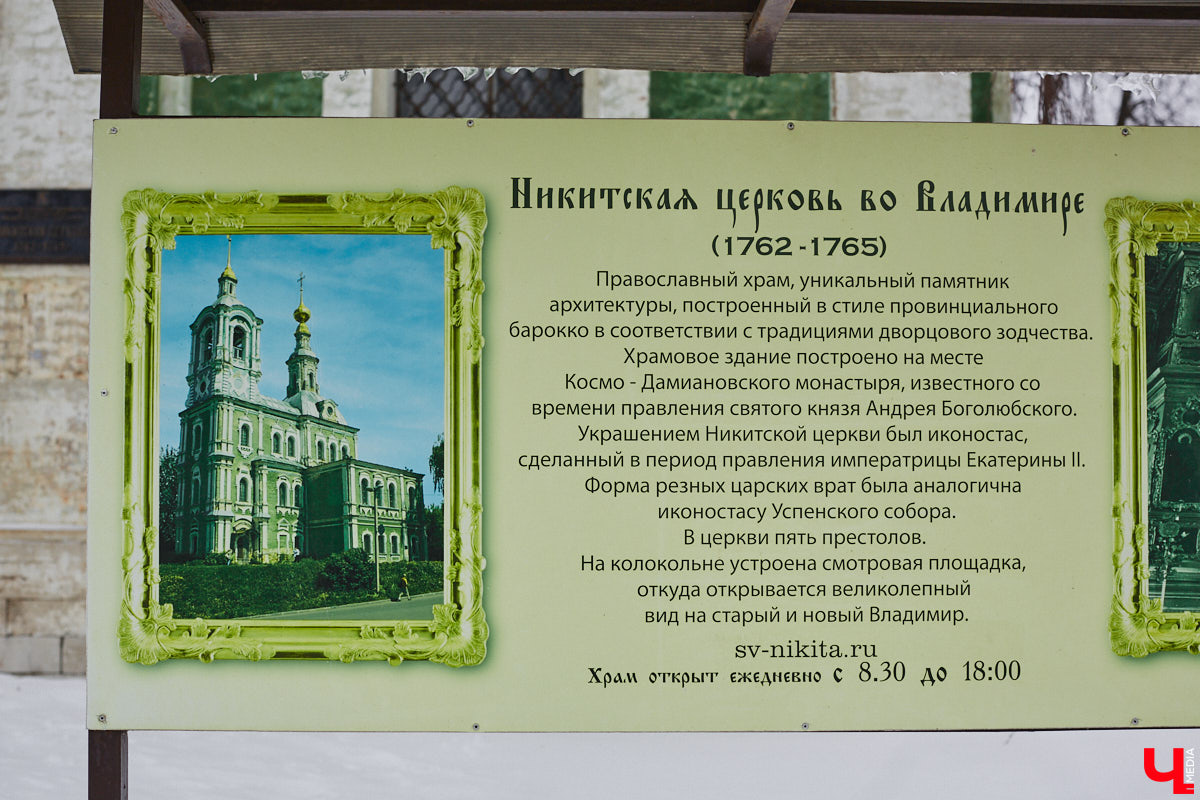 Никитская церковь во Владимире
(1762 - 1765)
Православный храм, уникальный памятник
архитектуры, построенный в стиле провинциального
барокко в соответствии с традициями дворцового зодчества.
Храмовое здание построено на месте
Космо - Дамиановского монастыря, известного со
времени правления святого князя Андрея Боголюбского.
Украшением Никитской церкви был иконостас,
сделанный в период правления императрицы Екатерины II.
Форма резных царских врат была аналогична
иконостасу Успенского собора.
В церкви пять престолов.
На колокольне устроена смотровая площадка,
откуда открывается великолепный
вид на старый и новый Владимир.
sv-nikita.ru
Храм открыт ежедневно с 8.30 до 18:00
Ч MEDIA